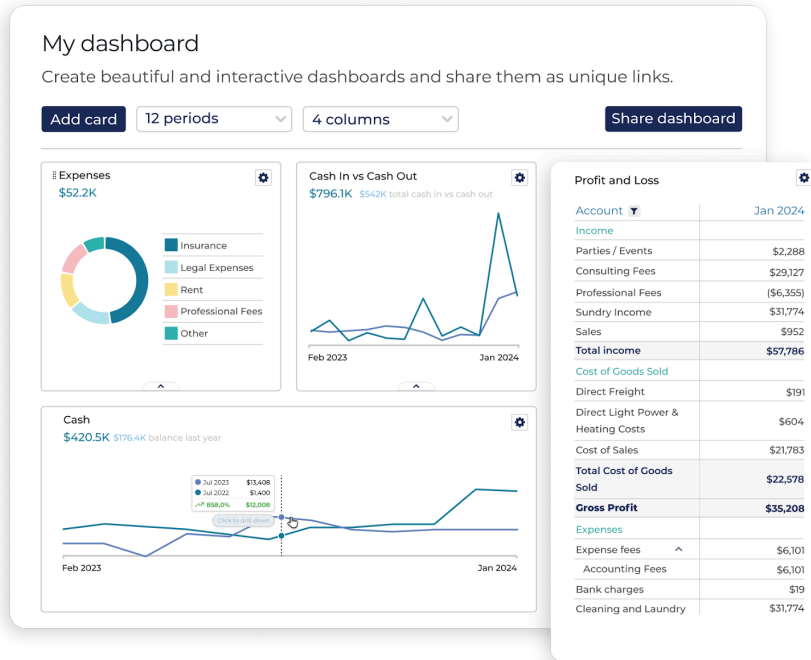 My dashboard
Create beautiful and interactive dashboards and share them as unique links.
Add card
12 periods
4 columns
Share dashboard
Expenses
$52.2K
Insurance
Legal Expenses
Rent
Professional Fees
Other
Cash In vs Cash Out
$796.1K $542K total cash in vs cash out
Feb 2023 Jan 2024
Cash
$420.5K $176.4K balance last year
Jul 2023 $13,408
Jul 2022 $1,400
858,0% $12,008
Click to drill down
Feb 2023 Jan 2024
Profit and Loss
Account Jan 2024
Income
Parties / Events $2,288
Consulting Fees $29,127
Professional Fees ($6,355)
Sundry Income $31,774
Sales $952
Total income $57,786
Cost of Goods Sold
Direct Freight $191
Direct Light Power &
Heating Costs $604
Cost of Sales $21,783
Total Cost of Goods
Sold $22,578
Gross Profit $35,208
Expenses
Expense fees $6,101
Accounting Fees $6,101
Bank charges $19
Cleaning and Laundry $31,774